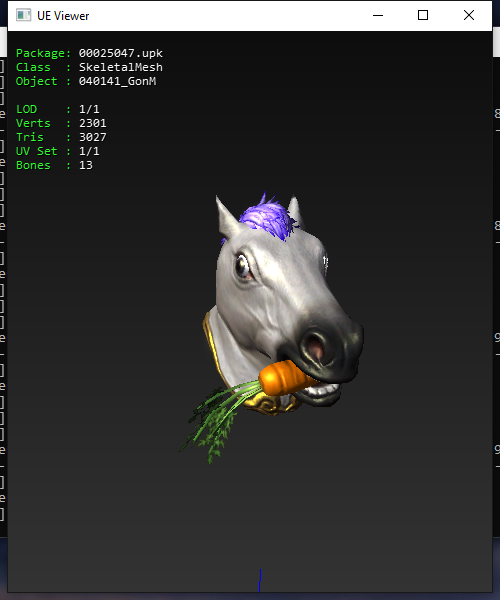 UE Viewer
Package: 00025047.upk
Class : SkeletalMesh
Object : 040141_GonM
LOD : 1/1
Verts : 2301
Tris : 3027
UV Set : 1/1
Bones : 13